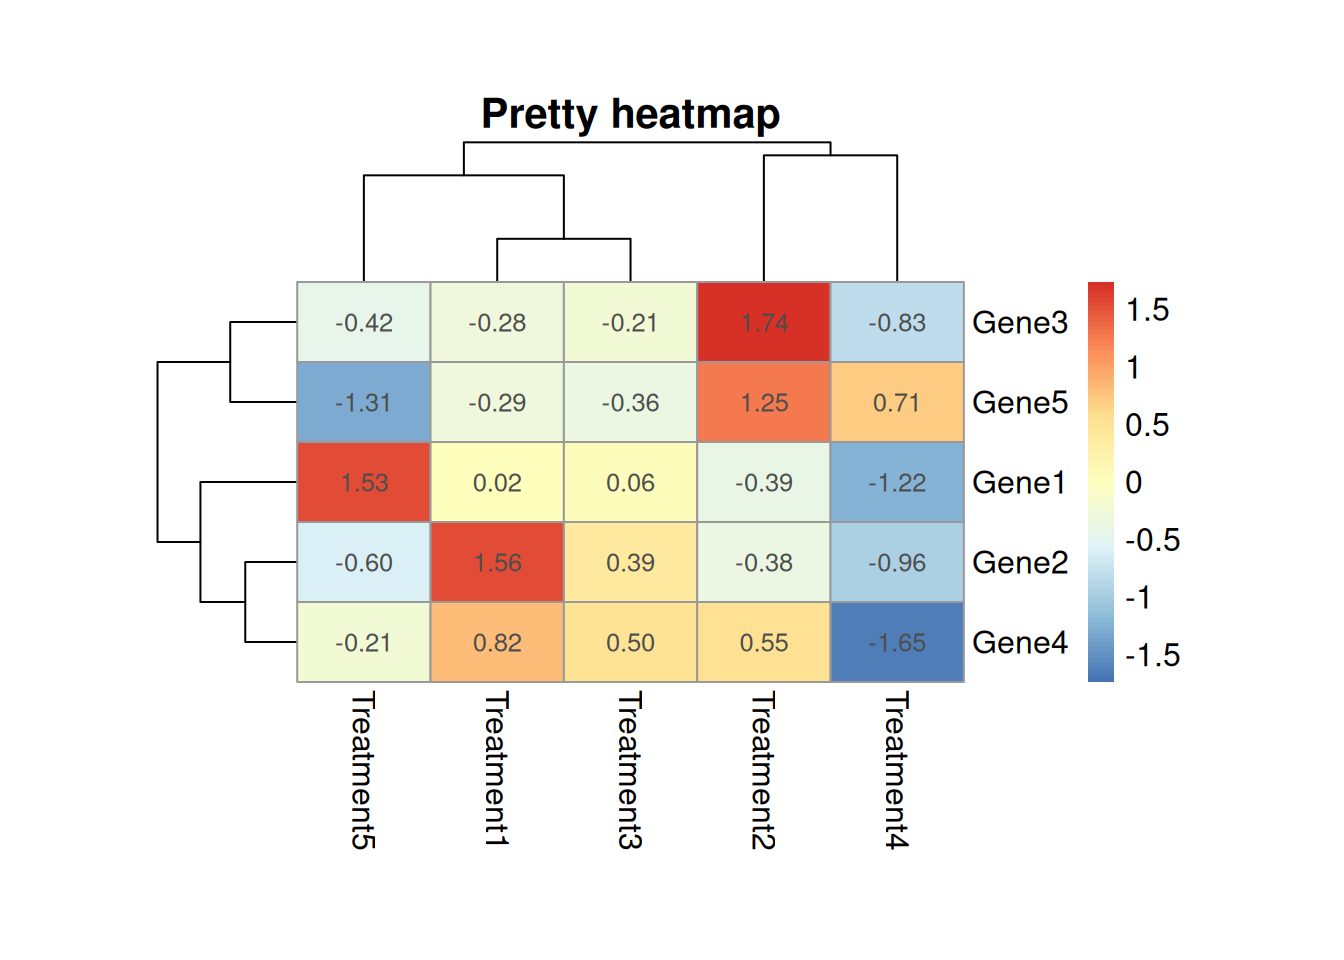 Pretty heatmap
-0.42 -0.28 -0.21 1.74 -0.83 Gene3
-1.31 -0.29 -0.36 1.25 0.71 Gene5
1.53 0.02 0.06 -0.39 -1.22 Gene1
-0.60 1.56 0.39 -0.38 -0.96 Gene2
-0.21 0.82 0.50 0.55 -1.65 Gene4
Treatment5
Treatment1
Treatment3
Treatment2
Treatment4
1.5
1
0.5
0
-0.5
-1
-1.5